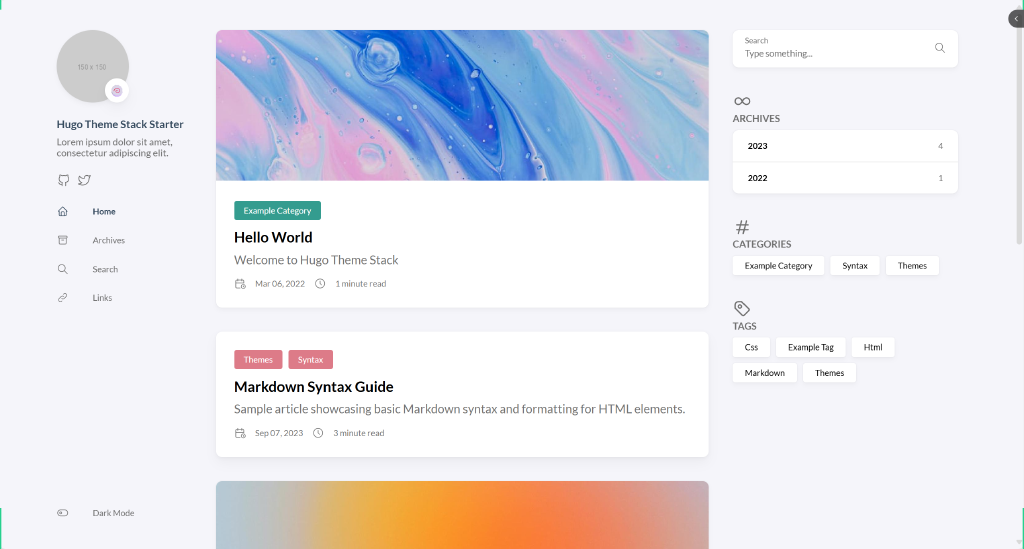 150 x 150
Hugo Theme Stack Starter
Lorem ipsum dolor sit amet,
consectetur adipiscing elit.
Home
Archives
Search
Links
Dark Mode
Example Category
Hello World
Welcome to Hugo Theme Stack
Mar 06, 2022 1 minute read
Themes Syntax
Markdown Syntax Guide
Sample article showcasing basic Markdown syntax and formatting for HTML elements.
Sep 07, 2023 3 minute read
Search
Type something...
ARCHIVES
2023 4
2022 1
CATEGORIES
Example Category Syntax Themes
TAGS
Css Example Tag Html
Markdown Themes